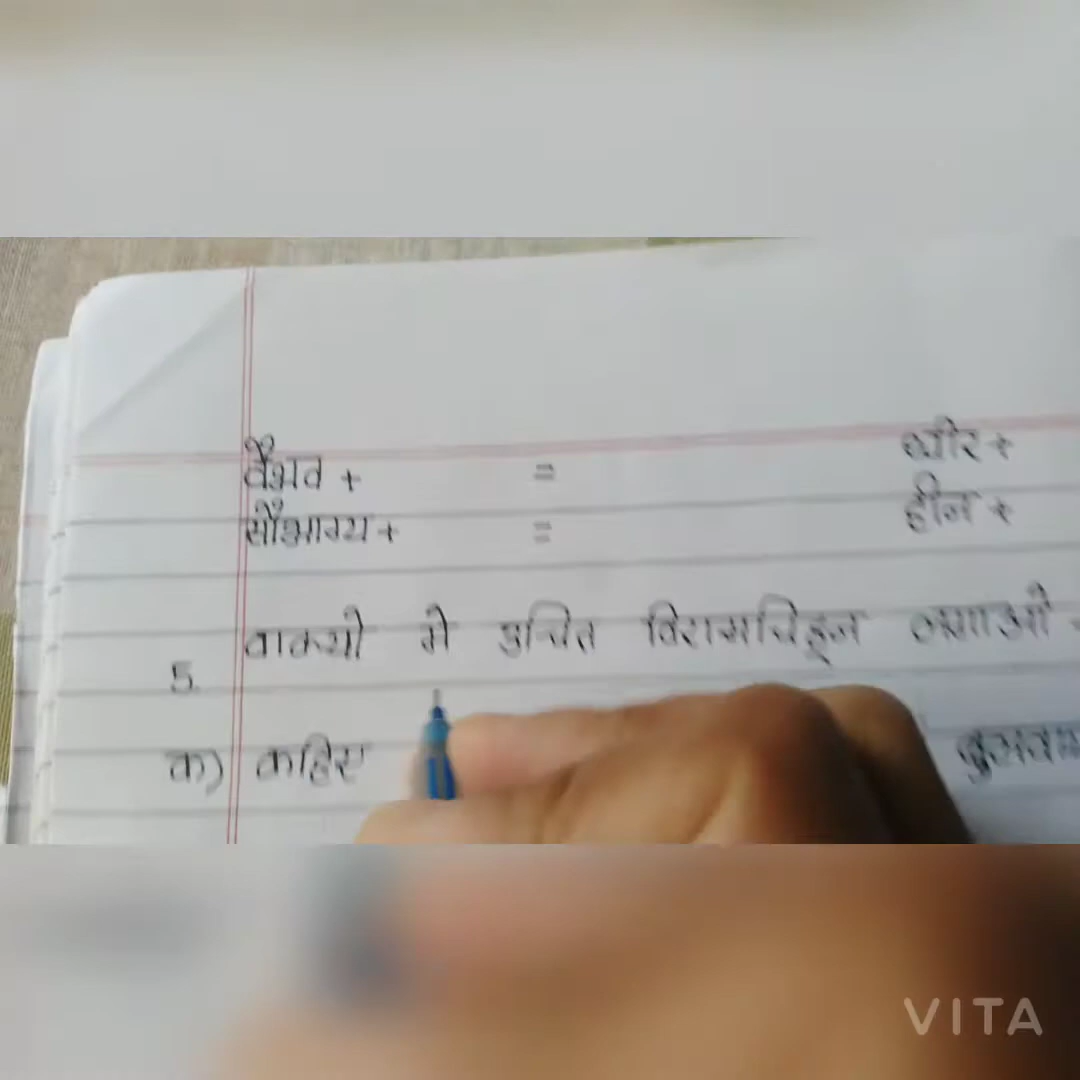 वैभव + = धीर +
सौभाग्य + = हीन +
5. वाक्यो मे उचित विरामचिह्न लगाओ -
क) कहिए
VITA